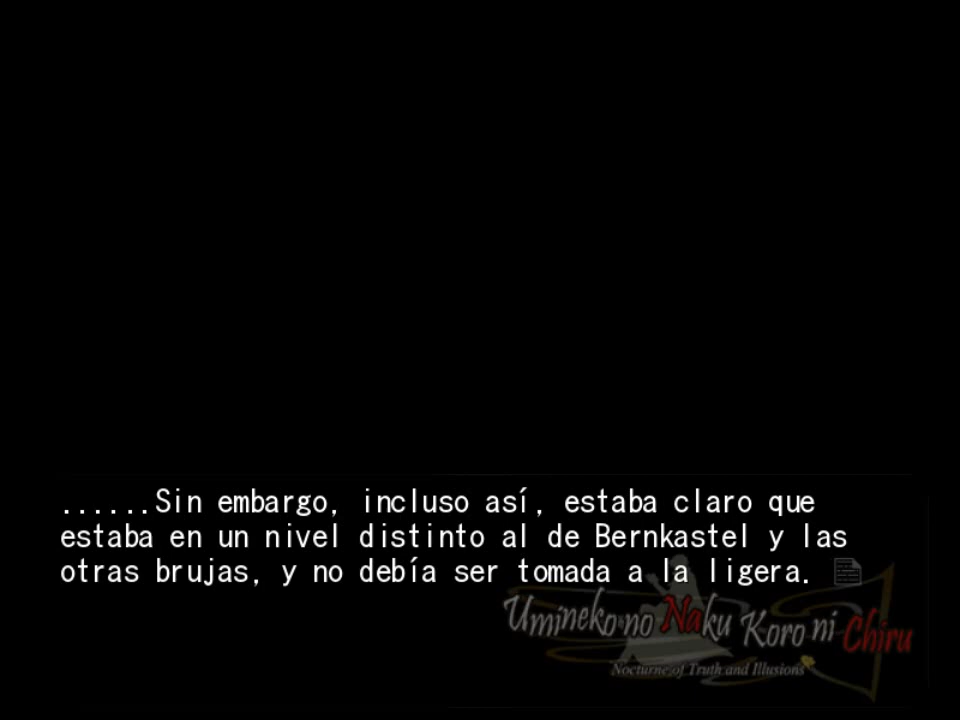 ......Sin embargo, incluso así, estaba claro que
estaba en un nivel distinto al de Bernkastel y las
otras brujas, y no debía ser tomada a la ligera.
Umineko no Naku Koro ni Chiru
Nocturne of Truth and Illusions